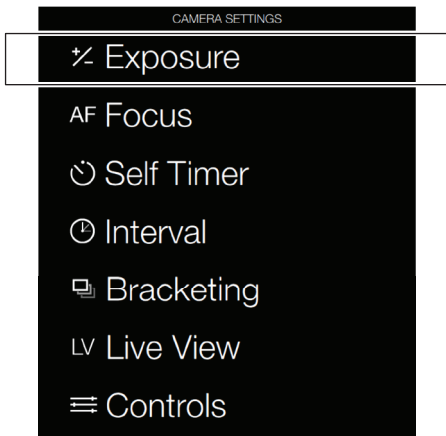 CAMERA SETTINGS
Exposure
AF Focus
Self Timer
Interval
Bracketing
LV Live View
Controls